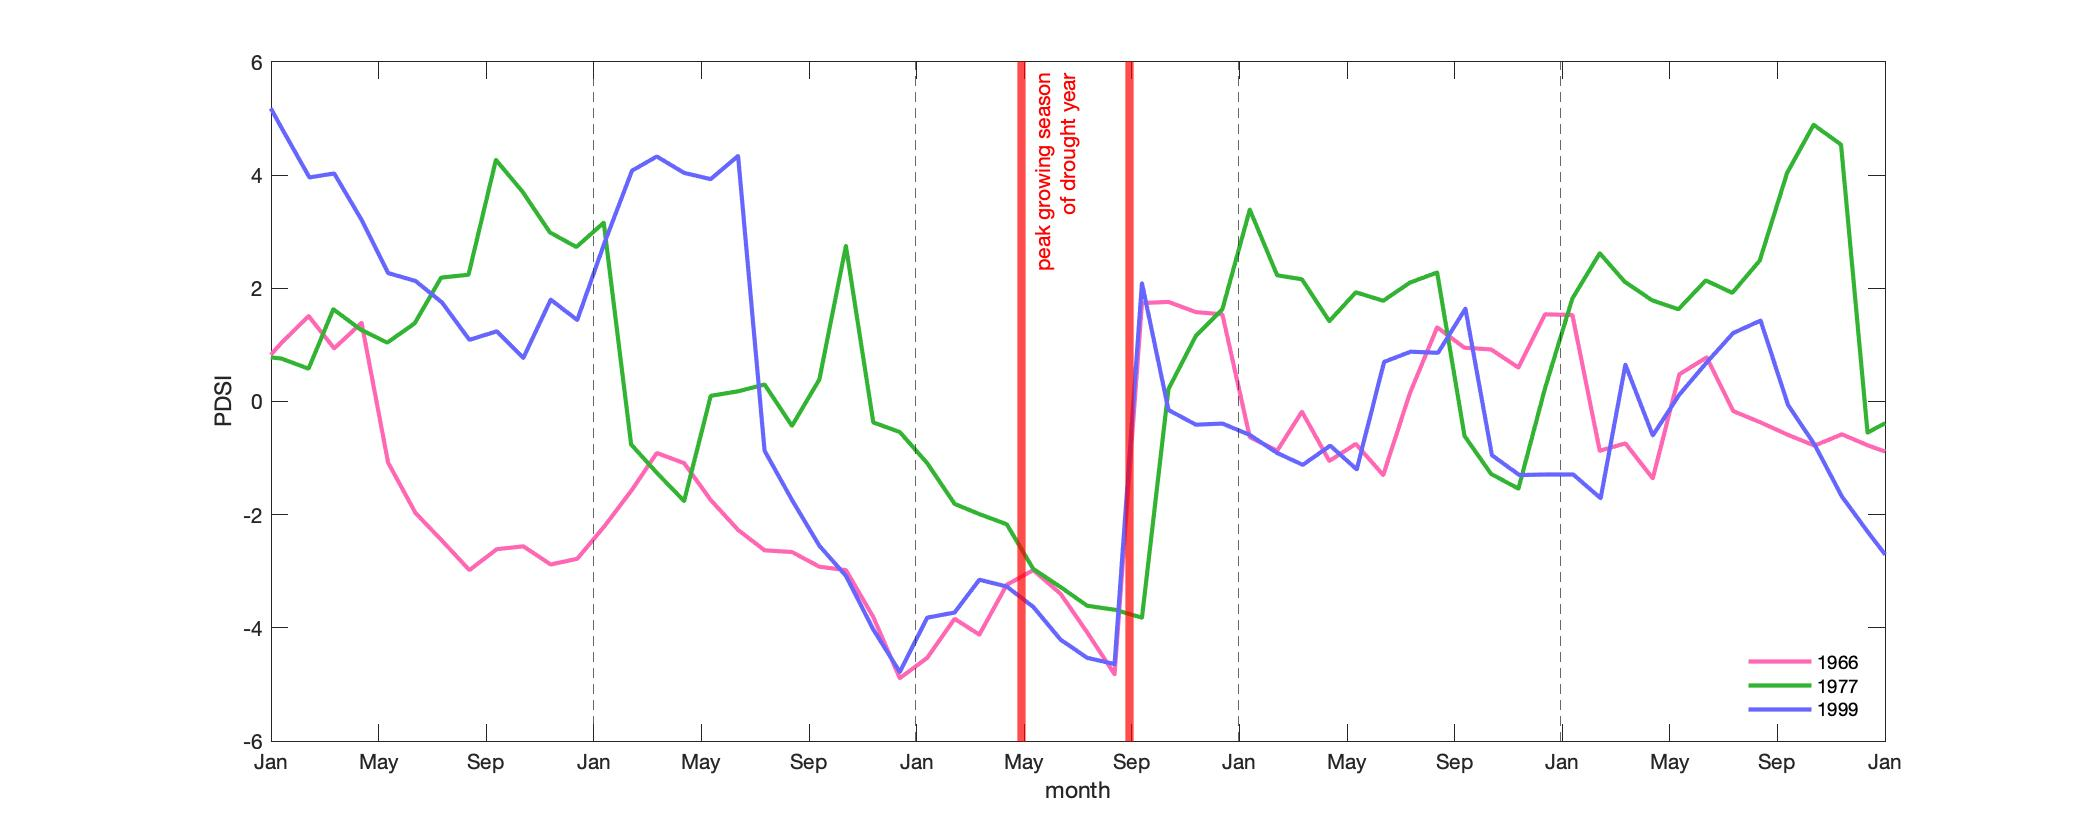 6
4
2
0
-2
-4
-6
PDSI
peak growing season
of drought year
1966
1977
1999
Jan May Sep Jan May Sep Jan May Sep Jan May Sep Jan May Sep Jan
month